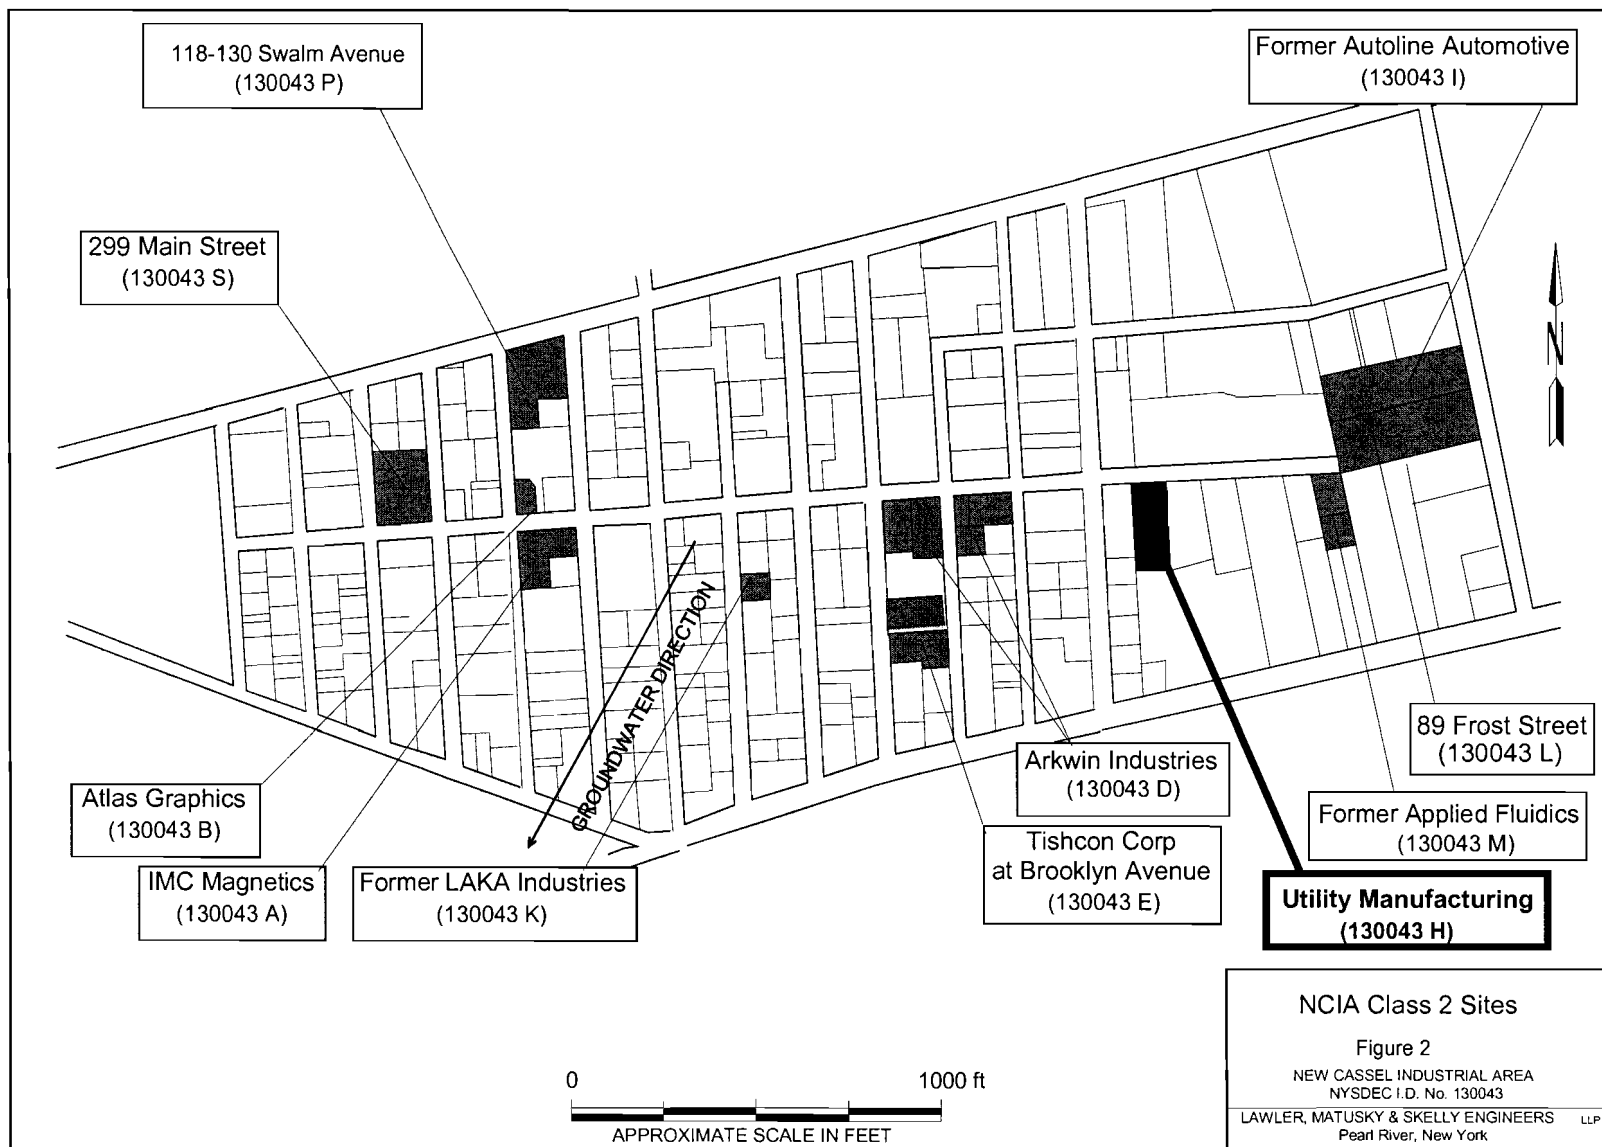 118-130 Swalm Avenue
(130043 P)
Former Autoline Automotive
(130043 I)
299 Main Street
(130043 S)
N
GROUNDWATER DIRECTION
89 Frost Street
(130043 L)
Arkwin Industries
(130043 D)
Atlas Graphics
(130043 B)
Former Applied Fluidics
(130043 M)
Tishcon Corp
at Brooklyn Avenue
(130043 E)
IMC Magnetics
(130043 A)
Former LAKA Industries
(130043 K)
Utility Manufacturing
(130043 H)
NCIA Class 2 Sites
Figure 2
NEW CASSEL INDUSTRIAL AREA
NYSDEC I.D. No. 130043
LAWLER, MATUSKY & SKELLY ENGINEERS LLP
Pearl River, New York
0 1000 ft
APPROXIMATE SCALE IN FEET